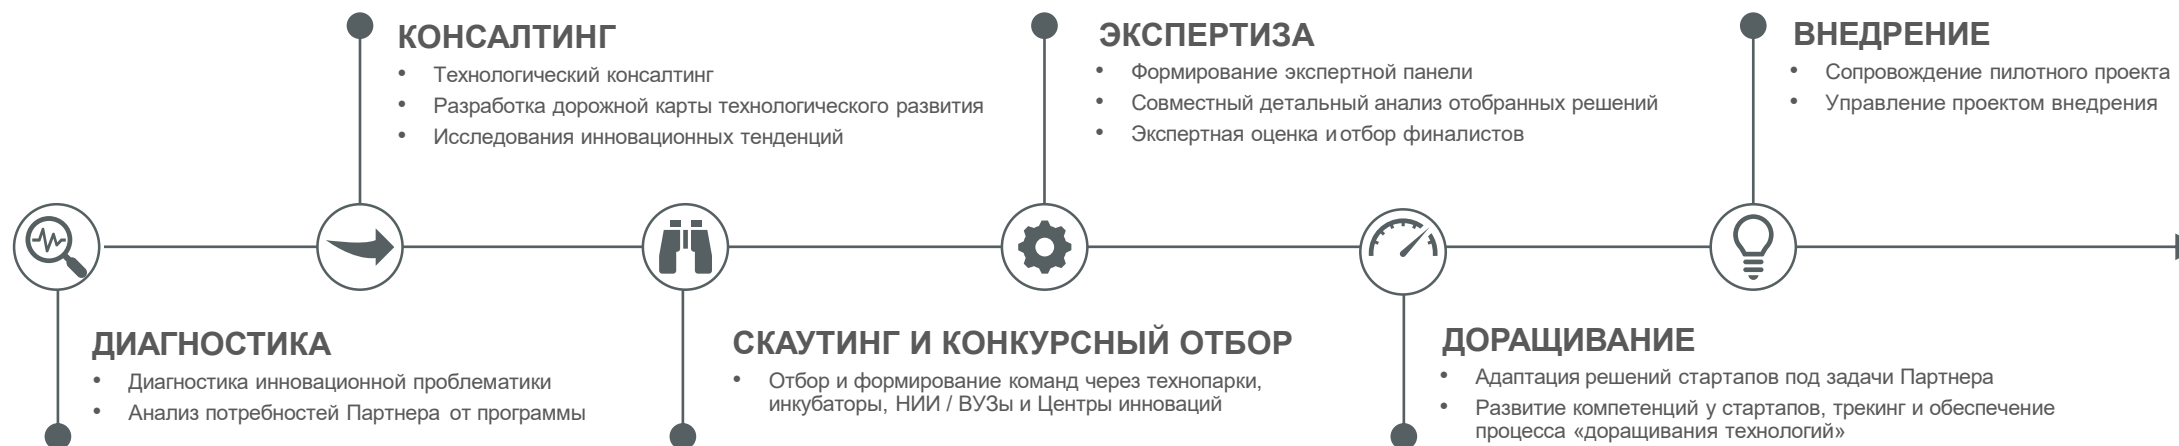 ДИАГНОСТИКА
• Диагностика инновационной проблематики
• Анализ потребностей Партнера от программы
КОНСАЛТИНГ
• Технологический консалтинг
• Разработка дорожной карты технологического развития
• Исследования инновационных тенденций
СКАУТИНГ И КОНКУРСНЫЙ ОТБОР
• Отбор и формирование команд через технопарки,
инкубаторы, НИИ / ВУЗы и Центры инноваций
ЭКСПЕРТИЗА
• Формирование экспертной панели
• Совместный детальный анализ отобранных решений
• Экспертная оценка и отбор финалистов
ДОРАЩИВАНИЕ
• Адаптация решений стартапов под задачи Партнера
• Развитие компетенций у стартапов, трекинг и обеспечение
процесса «доращивания технологий»
ВНЕДРЕНИЕ
• Сопровождение пилотного проекта
• Управление проектом внедрения